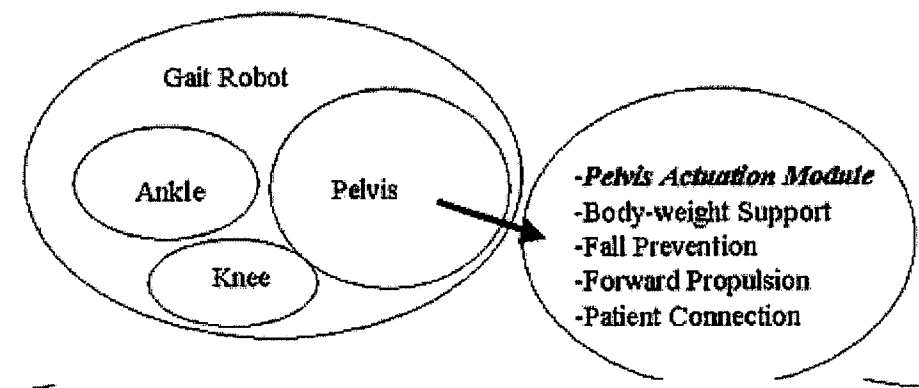 Gait Robot
Ankle
Pelvis
Knee
-Pelvis Actuation Module
-Body-weight Support
-Fall Prevention
-Forward Propulsion
-Patient Connection